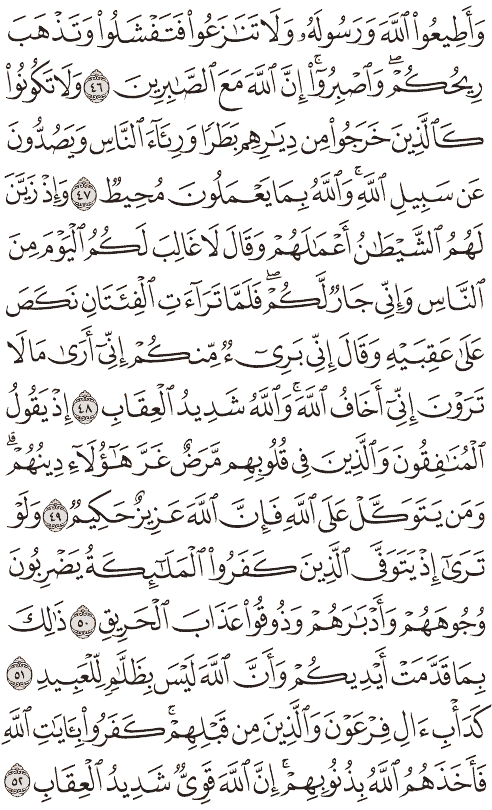 وَأَطِيعُوا۟ ٱللَّهَ وَرَسُولَهُۥ وَلَا تَنَٰزَعُوا۟ فَتَفْشَلُوا۟ وَتَذْهَبَ
رِيحُكُمْ ۖ وَٱصْبِرُوٓا۟ ۚ إِنَّ ٱللَّهَ مَعَ ٱلصَّٰبِرِينَ ٤٦ وَلَا تَكُونُوا۟
كَٱلَّذِينَ خَرَجُوا۟ مِن دِيَٰرِهِم بَطَرًا وَرِئَآءَ ٱلنَّاسِ وَيَصُدُّونَ
عَن سَبِيلِ ٱللَّهِ ۚ وَٱللَّهُ بِمَا يَعْمَلُونَ مُحِيطٌ ٤٧ وَإِذْ زَيَّنَ
لَهُمُ ٱلشَّيْطَٰنُ أَعْمَٰلَهُمْ وَقَالَ لَا غَالِبَ لَكُمُ ٱلْيَوْمَ مِنَ
ٱلنَّاسِ وَإِنِّى جَارٌ لَّكُمْ ۖ فَلَمَّا تَرَآءَتِ ٱلْفِئَتَانِ نَكَصَ
عَلَىٰ عَقِبَيْهِ وَقَالَ إِنِّى بَرِىٓءٌ مِّنكُمْ إِنِّىٓ أَرَىٰ مَا لَا
تَرَوْنَ إِنِّىٓ أَخَافُ ٱللَّهَ ۚ وَٱللَّهُ شَدِيدُ ٱلْعِقَابِ ٤٨ إِذْ يَقُولُ
ٱلْمُنَٰفِقُونَ وَٱلَّذِينَ فِى قُلُوبِهِم مَّرَضٌ غَرَّ هَٰٓؤُلَآءِ دِينُهُمْ ۗ
وَمَن يَتَوَكَّلْ عَلَى ٱللَّهِ فَإِنَّ ٱللَّهَ عَزِيزٌ حَكِيمٌ ٤٩ وَلَوْ
تَرَىٰٓ إِذْ يَتَوَفَّى ٱلَّذِينَ كَفَرُوا۟ ٱلْمَلَٰٓئِكَةُ يَضْرِبُونَ
وُجُوهَهُمْ وَأَدْبَٰرَهُمْ وَذُوقُوا۟ عَذَابَ ٱلْحَرِيقِ ٥٠ ذَٰلِكَ
بِمَا قَدَّمَتْ أَيْدِيكُمْ وَأَنَّ ٱللَّهَ لَيْسَ بِظَلَّٰمٍ لِّلْعَبِيدِ ٥١
كَدَأْبِ ءَالِ فِرْعَوْنَ وَٱلَّذِينَ مِن قَبْلِهِمْ ۚ كَفَرُوا۟ بِـَٔايَٰتِ ٱللَّهِ
فَأَخَذَهُمُ ٱللَّهُ بِذُنُوبِهِمْ ۗ إِنَّ ٱللَّهَ قَوِىٌّ شَدِيدُ ٱلْعِقَابِ ٥٢